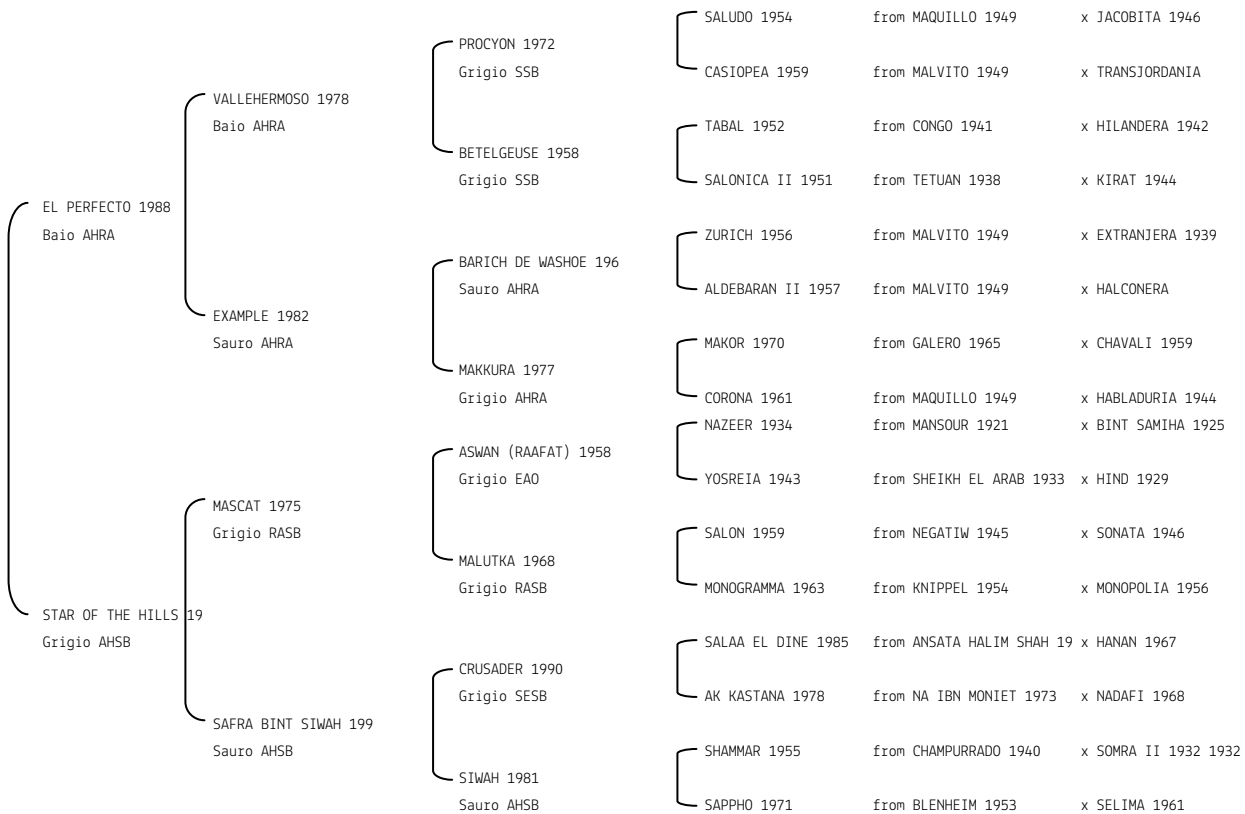 SALUDO 1954 from MAQUILLO 1949 x JACOBITA 1946
PROCYON 1972
Grigio SSB CASIOPEA 1959 from MALVITO 1949 x TRANSJORDANIA
VALLEHERMOSO 1978
Baio AHRA TABAL 1952 from CONGO 1941 x HILANDERA 1942
BETELGEUSE 1958
Grigio SSB SALONICA II 1951 from TETUAN 1938 x KIRAT 1944
EL PERFECTO 1988
Baio AHRA ZURICH 1956 from MALVITO 1949 x EXTRANJERA 1939
BARICH DE WASHOE 196
Sauro AHRA ALDEBARAN II 1957 from MALVITO 1949 x HALCONERA
EXAMPLE 1982
Sauro AHRA MAKOR 1970 from GALERO 1965 x CHAVALI 1959
MAKKURA 1977
Grigio AHRA CORONA 1961 from MAQUILLO 1949 x HABLADURIA 1944
NAZEER 1934 from MANSOUR 1921 x BINT SAMIHA 1925
ASWAN (RAAFAT) 1958
Grigio EAO YOSREIA 1943 from SHEIKH EL ARAB 1933 x HIND 1929
MASCAT 1975
Grigio RASB SALON 1959 from NEGATIW 1945 x SONATA 1946
MALUTKA 1968
Grigio RASB MONOGRAMMA 1963 from KNIPPEL 1954 x MONOPOLIA 1956
STAR OF THE HILLS 19
Grigio AHSB SALAA EL DINE 1985 from ANSATA HALIM SHAH 19 x HANAN 1967
CRUSADER 1990
Grigio SESB AK KASTANA 1978 from NA IBN MONIET 1973 x NADAFI 1968
SAFRA BINT SIWAH 199
Sauro AHSB SHAMMAR 1955 from CHAMPURRADO 1940 x SOMRA II 1932 1932
SIWAH 1981
Sauro AHSB SAPPHO 1971 from BLENHEIM 1953 x SELIMA 1961